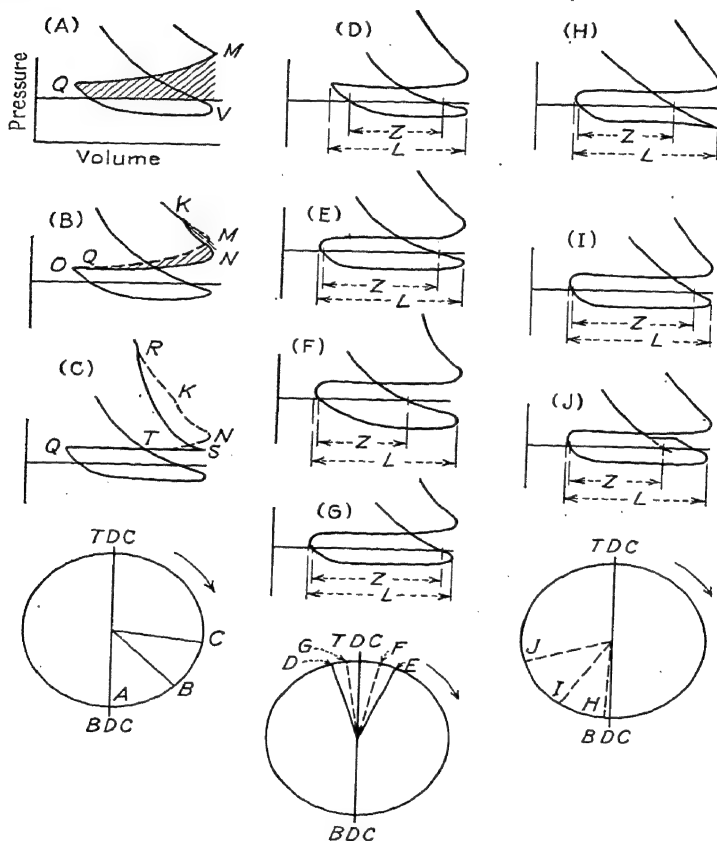 (A)
Pressure
Volume
Q
M
V
(B)
K
M
N
O
Q
(C)
R
K
N
S
T
Q
TDC
C
B
A
BDC
(D)
Z
L
(E)
Z
L
(F)
Z
L
(G)
Z
L
TDC
G
F
D
E
BDC
(H)
Z
L
(I)
Z
L
(J)
Z
L
TDC
J
I
H
BDC